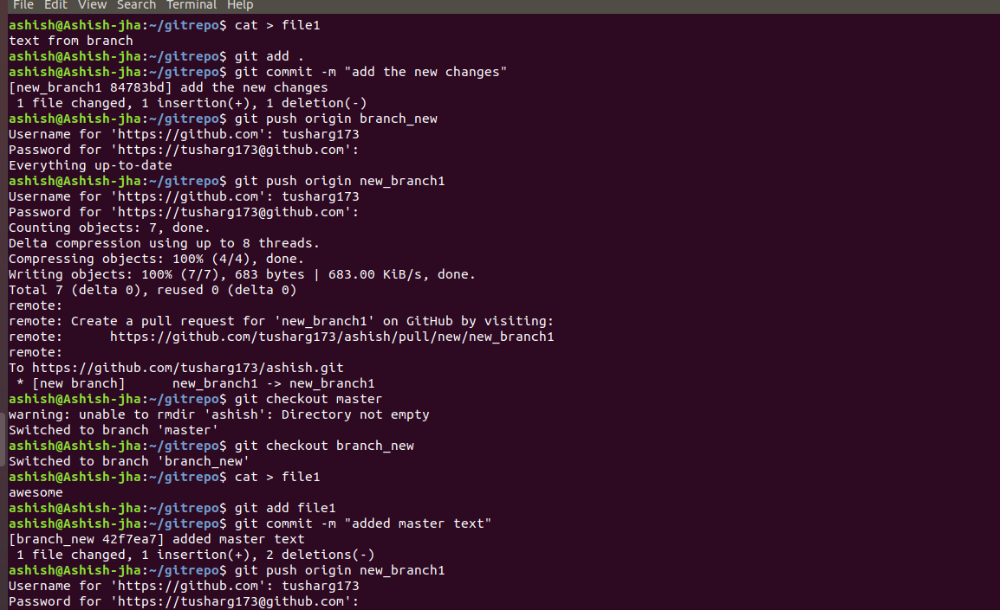 File Edit View Search Terminal Help
ashish@Ashish-jha:~/gitrepo$ cat > file1
text from branch
ashish@Ashish-jha:~/gitrepo$ git add .
ashish@Ashish-jha:~/gitrepo$ git commit -m "add the new changes"
[new_branch1 84783bd] add the new changes
 1 file changed, 1 insertion(+), 1 deletion(-)
ashish@Ashish-jha:~/gitrepo$ git push origin branch_new
Username for 'https://github.com': tusharg173
Password for 'https://tusharg173@github.com':
Everything up-to-date
ashish@Ashish-jha:~/gitrepo$ git push origin new_branch1
Username for 'https://github.com': tusharg173
Password for 'https://tusharg173@github.com':
Counting objects: 7, done.
Delta compression using up to 8 threads.
Compressing objects: 100% (4/4), done.
Writing objects: 100% (7/7), 683 bytes | 683.00 KiB/s, done.
Total 7 (delta 0), reused 0 (delta 0)
remote:
remote: Create a pull request for 'new_branch1' on GitHub by visiting:
remote:      https://github.com/tusharg173/ashish/pull/new/new_branch1
remote:
To https://github.com/tusharg173/ashish.git
 * [new branch]      new_branch1 -> new_branch1
ashish@Ashish-jha:~/gitrepo$ git checkout master
warning: unable to rmdir 'ashish': Directory not empty
Switched to branch 'master'
ashish@Ashish-jha:~/gitrepo$ git checkout branch_new
Switched to branch 'branch_new'
ashish@Ashish-jha:~/gitrepo$ cat > file1
awesome
ashish@Ashish-jha:~/gitrepo$ git add file1
ashish@Ashish-jha:~/gitrepo$ git commit -m "added master text"
[branch_new 42f7ea7] added master text
 1 file changed, 1 insertion(+), 2 deletions(-)
ashish@Ashish-jha:~/gitrepo$ git push origin new_branch1
Username for 'https://github.com': tusharg173
Password for 'https://tusharg173@github.com':